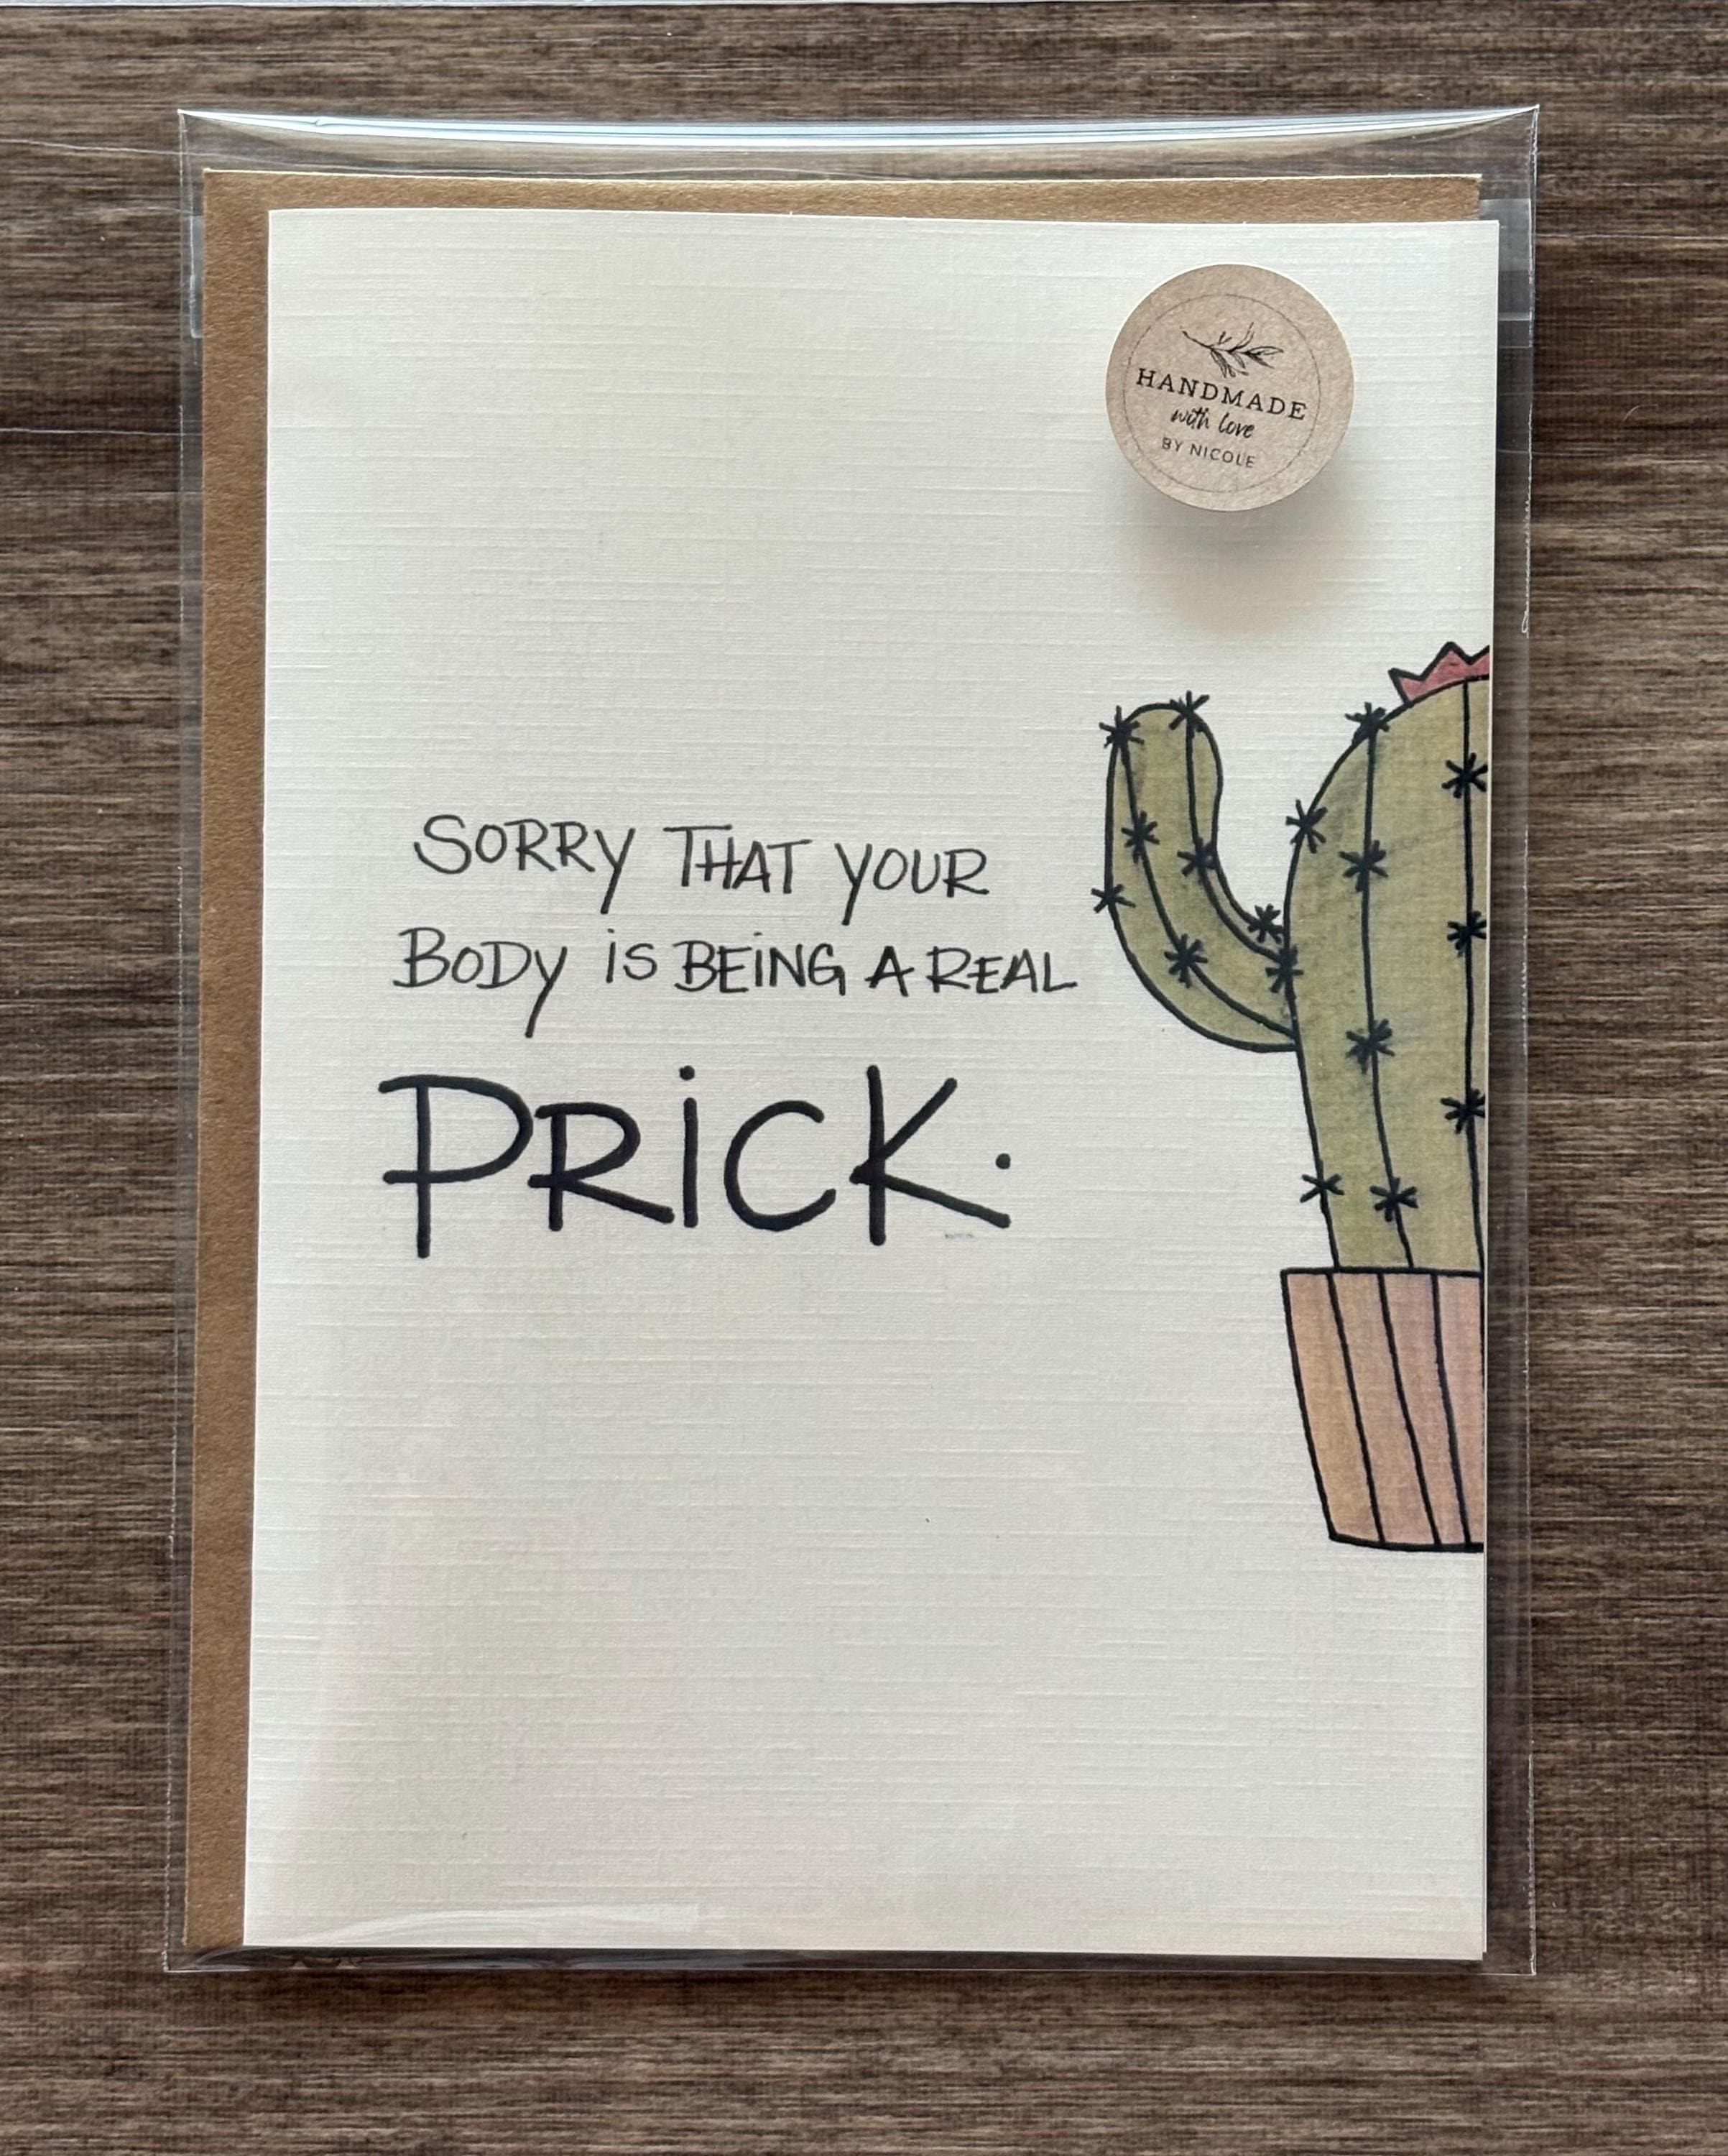 HANDMADE
with love
BY NICOLE
SORRY THAT YOUR
BODY iS BEiNG A REAL
PRiCK.